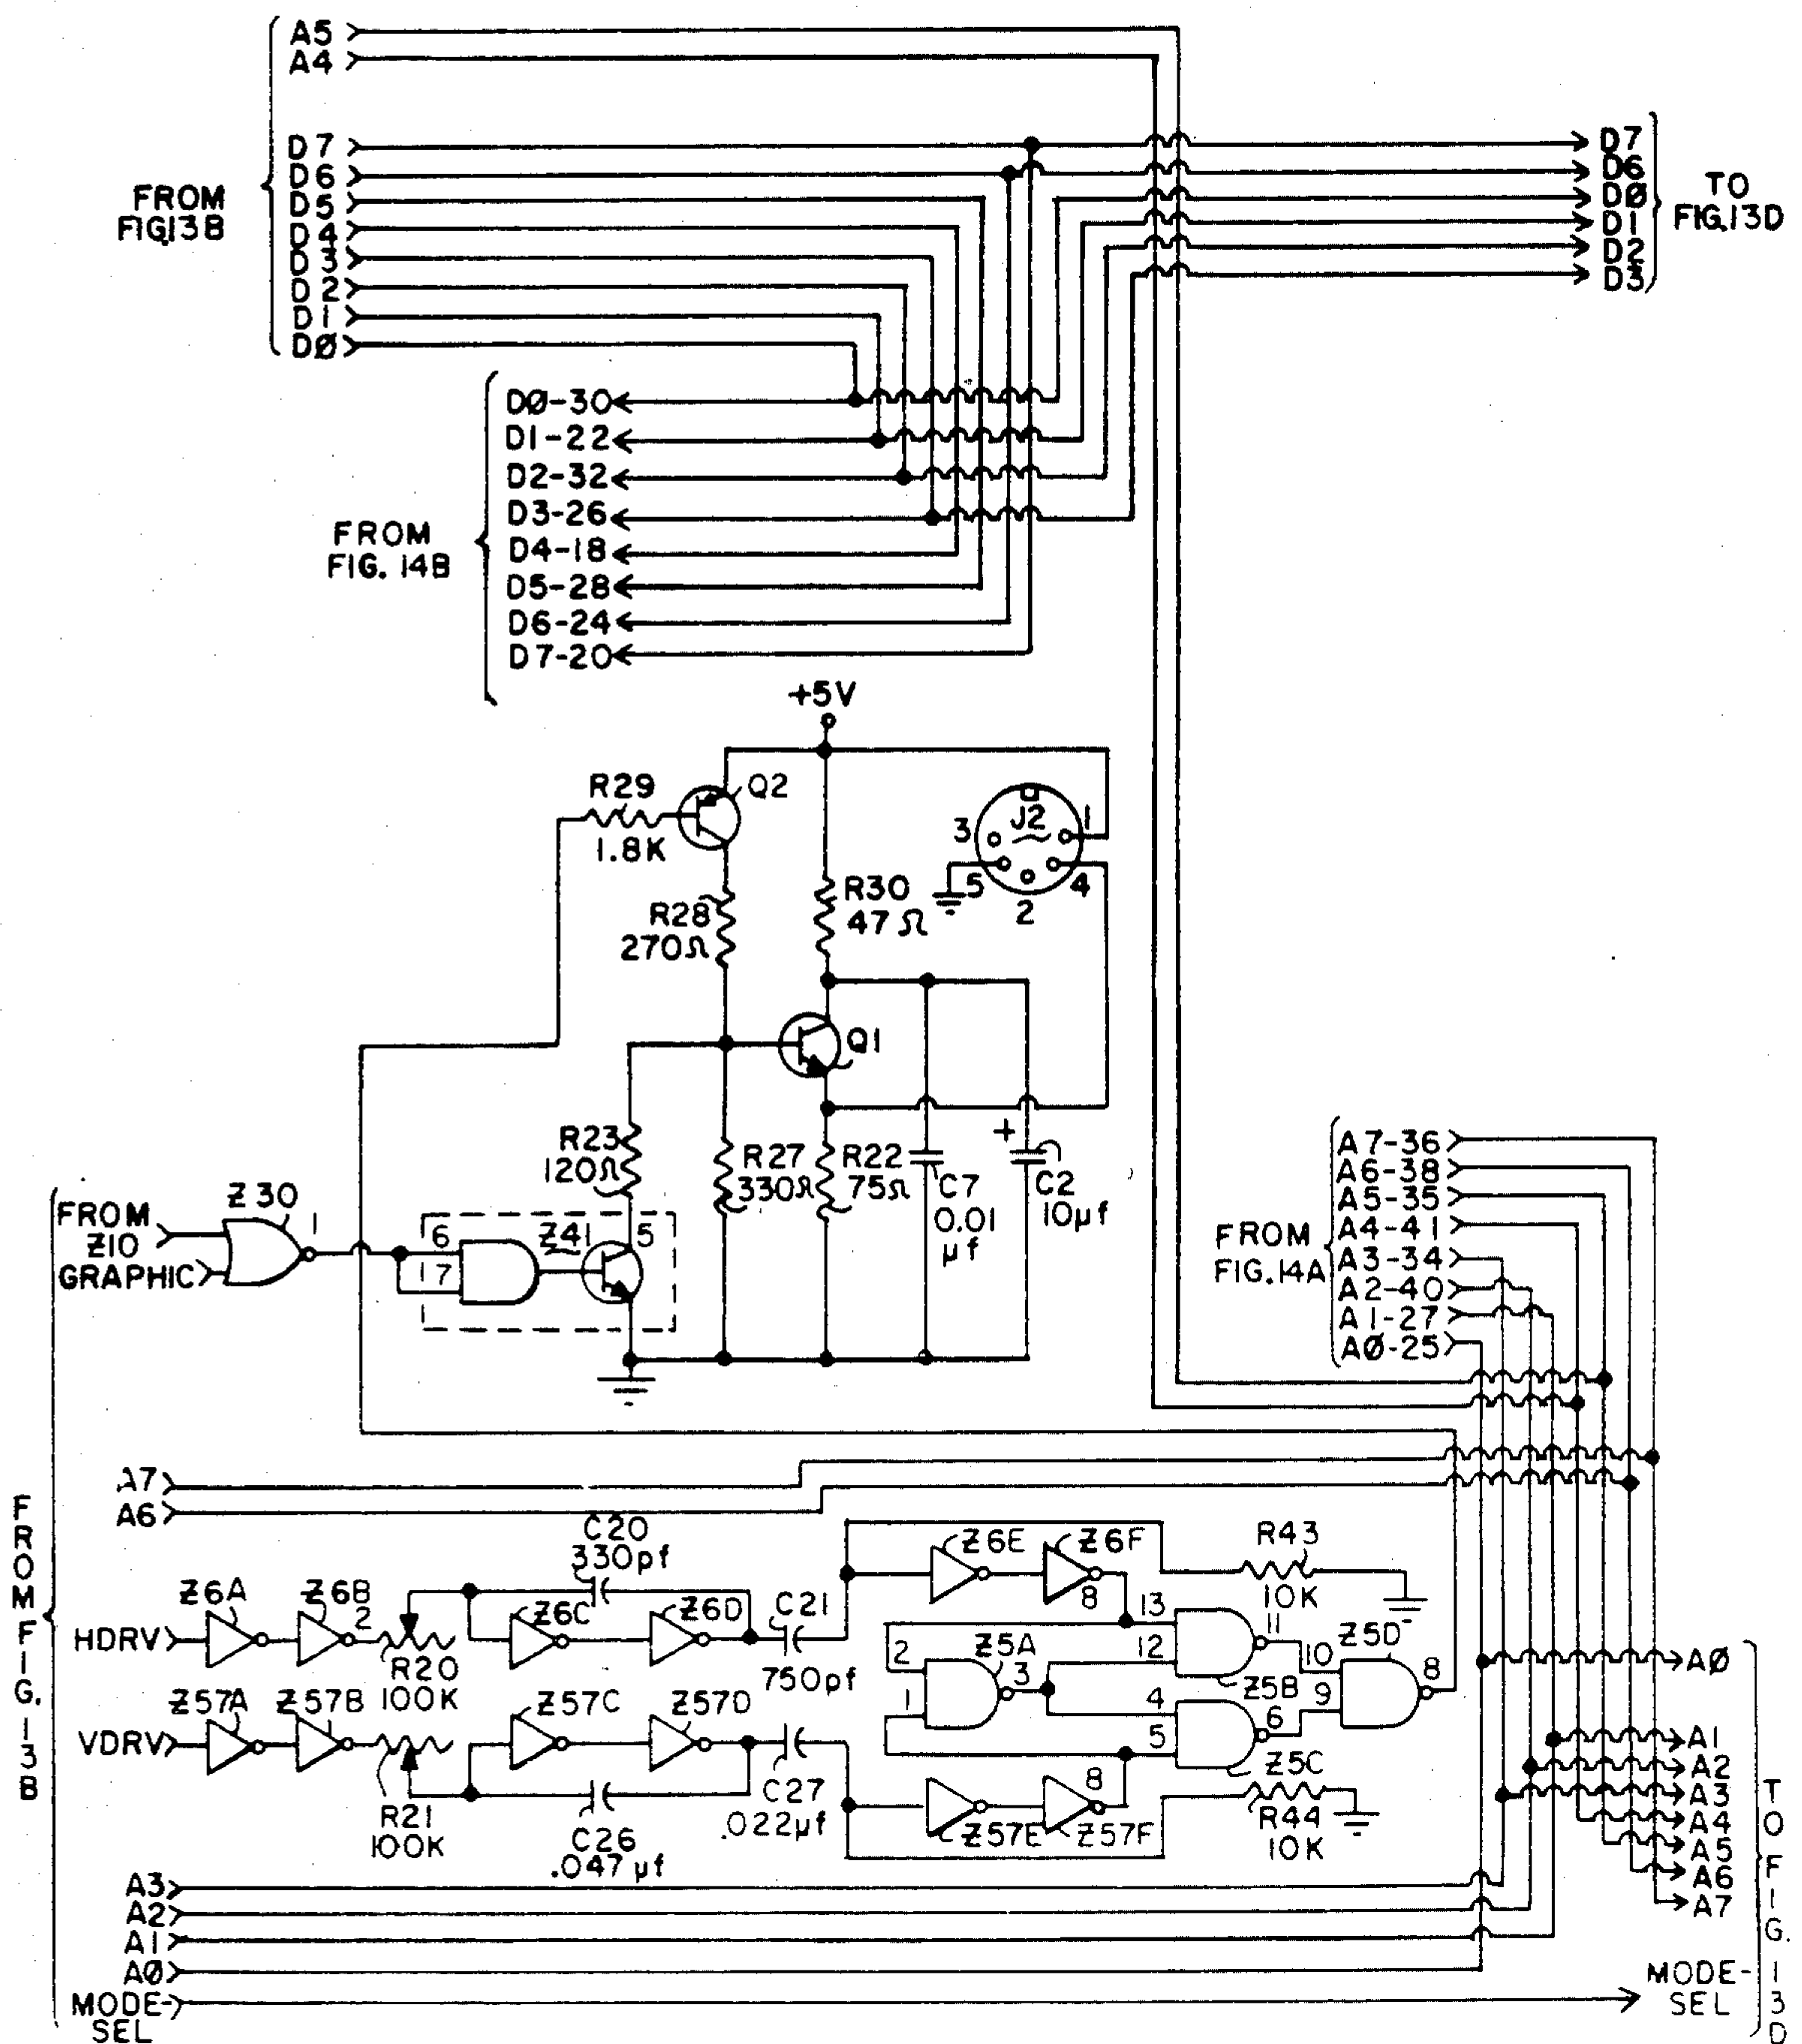 A5
A4
D7
D6
D5
D4
D3
D2
D1
DØ
FROM
FIG.13B
D7
D6
DØ
D1
D2
D3
TO
FIG.13D
DØ-30
D1-22
D2-32
D3-26
D4-18
D5-28
D6-24
D7-20
FROM
FIG. 14B
+5V
R29
1.8K
Q2
J2
3
1
5
4
2
R28
270Ω
R30
47Ω
Q1
R23
120Ω
R27
330Ω
R22
75Ω
C7
0.01
µf
+
C2
10µf
FROM
Z10
GRAPHIC
Z30
1
6
17
Z41
5
A7-36
A6-38
A5-35
A4-41
A3-34
A2-40
A1-27
AØ-25
FROM
FIG.14A
A7
A6
FROM FIG. 13B
C20
330pf
Z6A
Z6B
2
HDRV
R20
100K
Z6C
Z6D
C21
750pf
Z6E
Z6F
8
R43
10K
13
12
11
Z5B
2
1
Z5A
3
10
9
Z5D
8
4
5
6
Z5C
Z57A
Z57B
VDRV
R21
100K
Z57C
Z57D
C26
.047µf
C27
.022µf
Z57E
8
Z57F
R44
10K
AØ
A1
A2
A3
A4
A5
A6
A7
TO FIG. 13D
A3
A2
A1
AØ
MODE-
SEL
MODE-
SEL